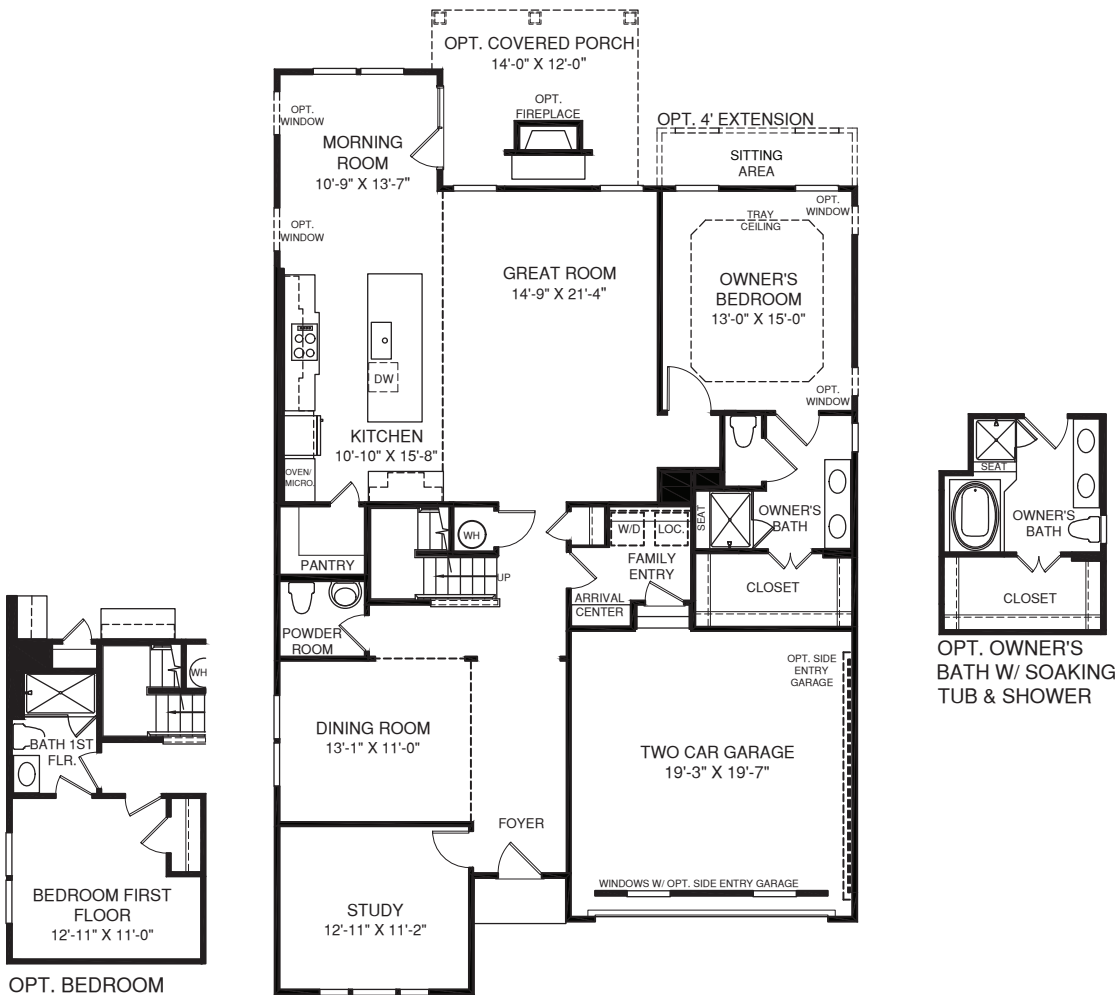 OPT. COVERED PORCH
14'-0" X 12'-0"
OPT.
FIREPLACE
OPT.
WINDOW
MORNING
ROOM
10'-9" X 13'-7"
OPT.
WINDOW
OPT. 4' EXTENSION
SITTING
AREA
OPT.
WINDOW
TRAY
CEILING
OWNER'S
BEDROOM
13'-0" X 15'-0"
OPT.
WINDOW
GREAT ROOM
14'-9" X 21'-4"
DW
KITCHEN
10'-10" X 15'-8"
OVEN/
MICRO.
PANTRY
WH
UP
W/D
LOC.
FAMILY
ENTRY
ARRIVAL
CENTER
SEAT
OWNER'S
BATH
CLOSET
POWDER
ROOM
DINING ROOM
13'-1" X 11'-0"
OPT. SIDE
ENTRY
GARAGE
TWO CAR GARAGE
19'-3" X 19'-7"
WINDOWS W/ OPT. SIDE ENTRY GARAGE
FOYER
STUDY
12'-11" X 11'-2"
WH
BATH 1ST
FLR.
BEDROOM FIRST
FLOOR
12'-11" X 11'-0"
OPT. BEDROOM
SEAT
OWNER'S
BATH
CLOSET
OPT. OWNER'S
BATH W/ SOAKING
TUB & SHOWER